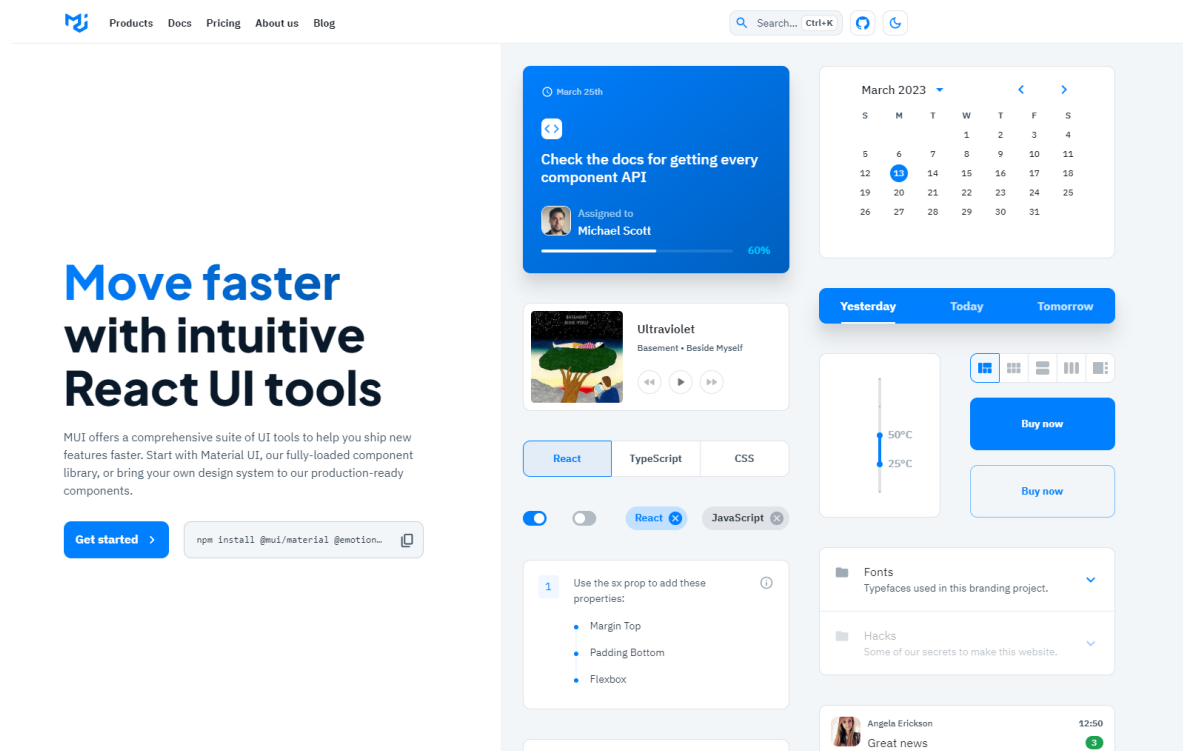 Products Docs Pricing About us Blog
Search... Ctrl+K
Move faster
with intuitive
React UI tools
MUI offers a comprehensive suite of UI tools to help you ship new
features faster. Start with Material UI, our fully-loaded component
library, or bring your own design system to our production-ready
components.
Get started
npm install @mui/material @emotion…
March 25th
Check the docs for getting every
component API
Assigned to
Michael Scott
60%
BASEMENT
BESIDE MYSELF
Ultraviolet
Basement • Beside Myself
React TypeScript CSS
React JavaScript
1
Use the sx prop to add these
properties:
Margin Top
Padding Bottom
Flexbox
March 2023
S M T W T F S
1 2 3 4
5 6 7 8 9 10 11
12 13 14 15 16 17 18
19 20 21 22 23 24 25
26 27 28 29 30 31
Yesterday Today Tomorrow
50°C
25°C
Buy now
Buy now
Fonts
Typefaces used in this branding project.
Hacks
Some of our secrets to make this website.
Angela Erickson 12:50
Great news 3